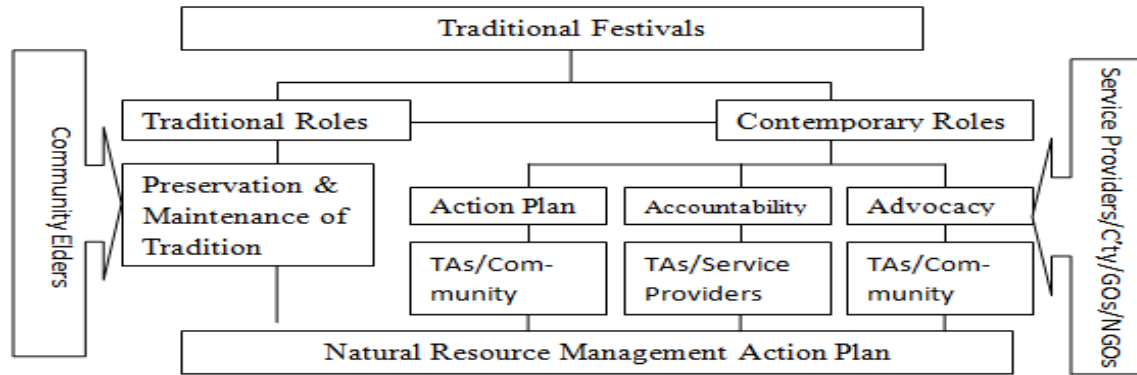 Traditional Festivals
Community Elders
Service Providers/C'ty/GOs/NGOs
Traditional Roles
Contemporary Roles
Preservation &
Maintenance of
Tradition
Action Plan
Accountability
Advocacy
TAs/Com-
munity
TAs/Service
Providers
TAs/Com-
munity
Natural Resource Management Action Plan